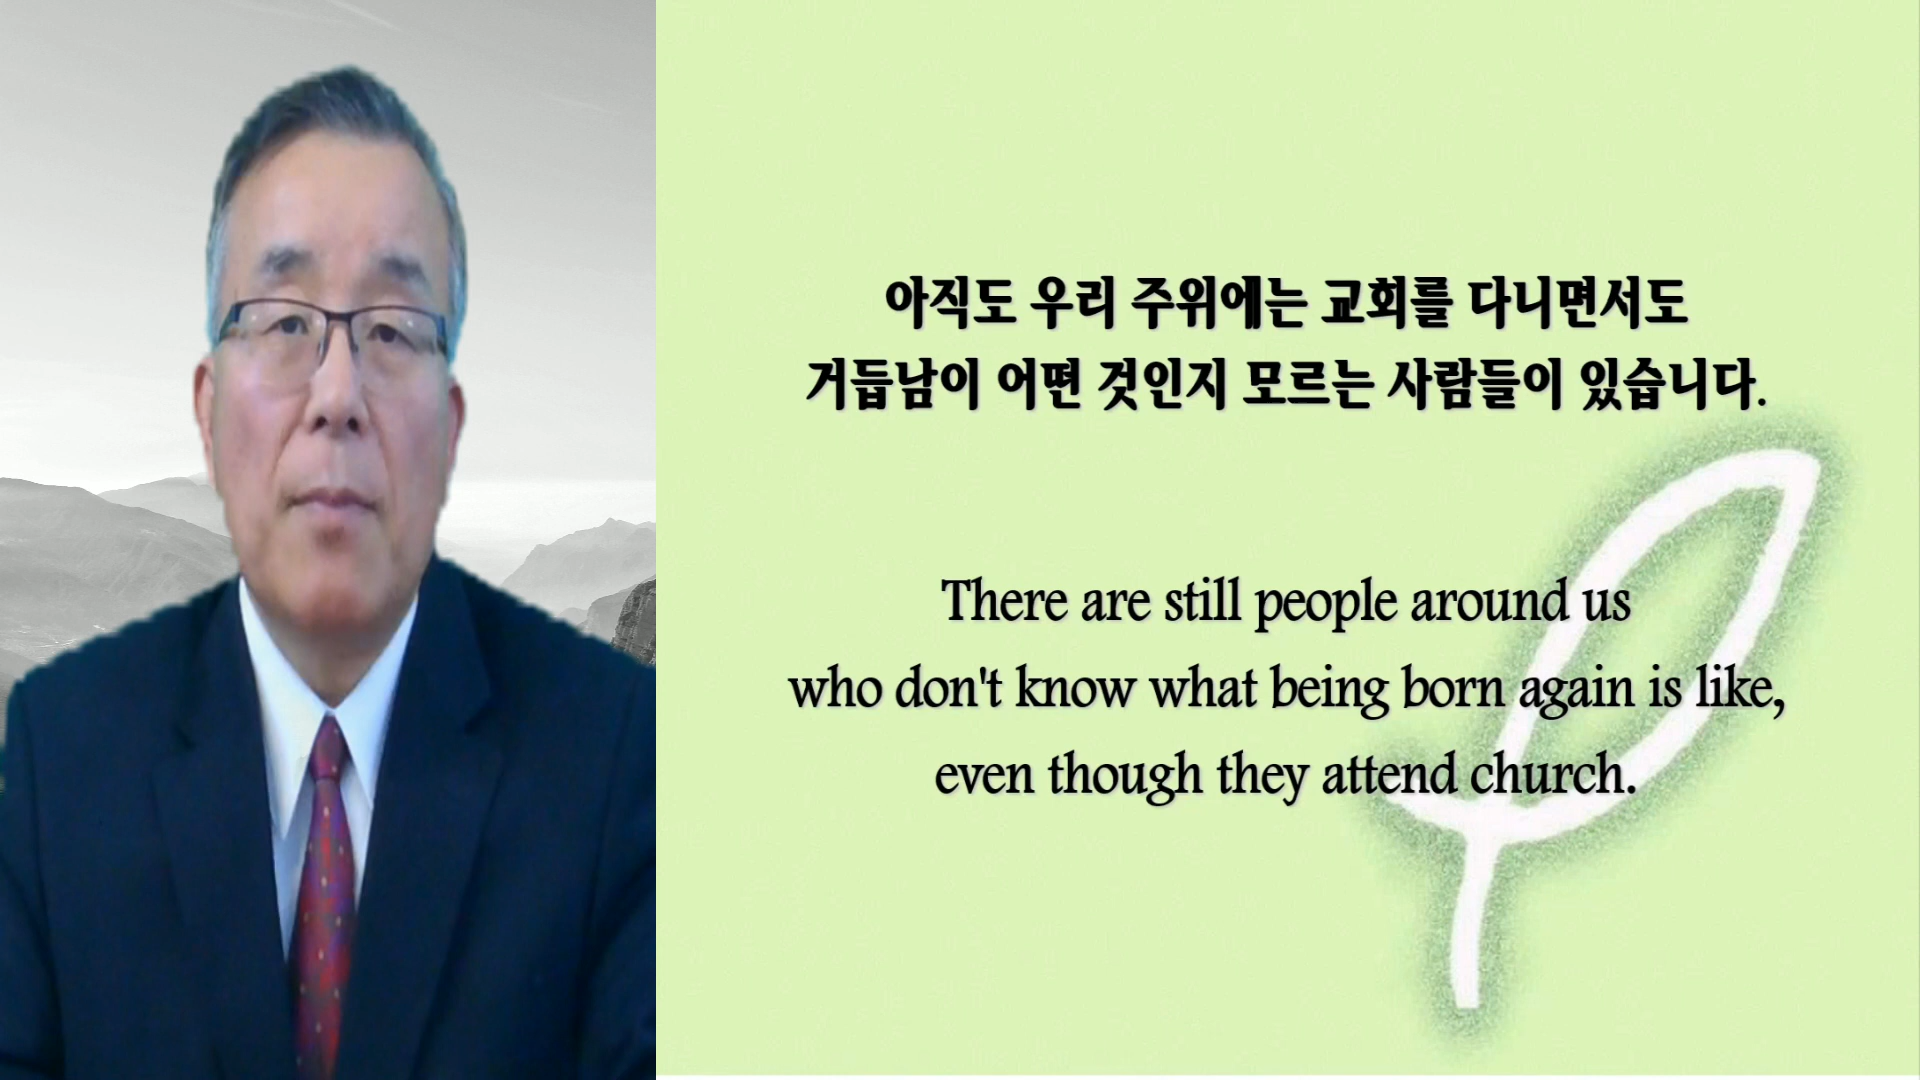 아직도 우리 주위에는 교회를 다니면서도
거듭남이 어떤 것인지 모르는 사람들이 있습니다.
There are still people around us
who don't know what being born again is like,
even though they attend church.